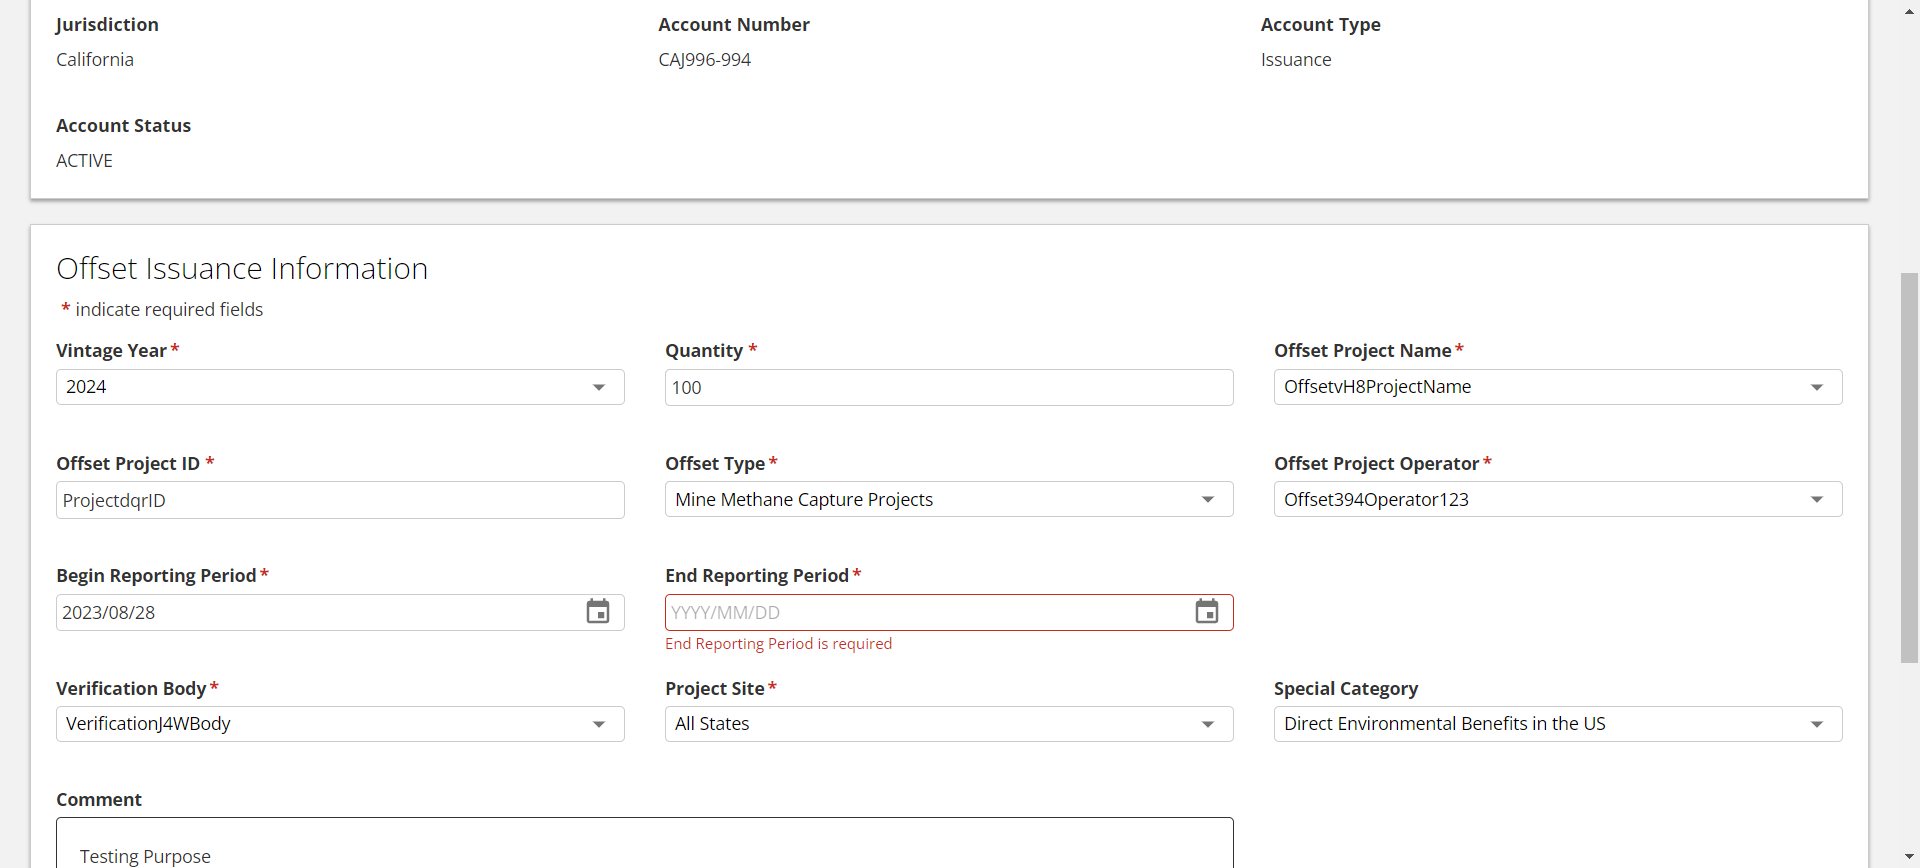 Jurisdiction
Account Number
Account Type
California
CAJ996-994
Issuance
Account Status
ACTIVE
Offset Issuance Information
* indicate required fields
Vintage Year *
Quantity *
Offset Project Name *
2024
100
OffsetvH8ProjectName
Offset Project ID *
Offset Type *
Offset Project Operator *
ProjectdqrID
Mine Methane Capture Projects
Offset394Operator123
Begin Reporting Period *
End Reporting Period *
2023/08/28
YYYY/MM/DD
End Reporting Period is required
Verification Body *
Project Site *
Special Category
VerificationJ4WBody
All States
Direct Environmental Benefits in the US
Comment
Testing Purpose